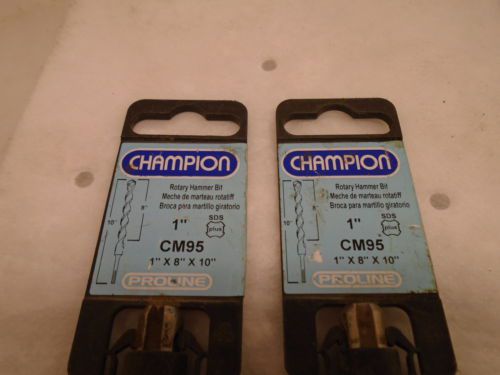 CHAMPION
Rotary Hammer Bit
Meche de marteau rotatiff
Broca para martillo giratorio
10"
8"
1"
SDS
plus
CM95
1" X 8" X 10"
PROLINE
CHAMPION
Rotary Hammer Bit
Meche de marteau rotatiff
Broca para martillo giratorio
10"
8"
1"
SDS
plus
CM95
1" X 8" X 10"
PROLINE